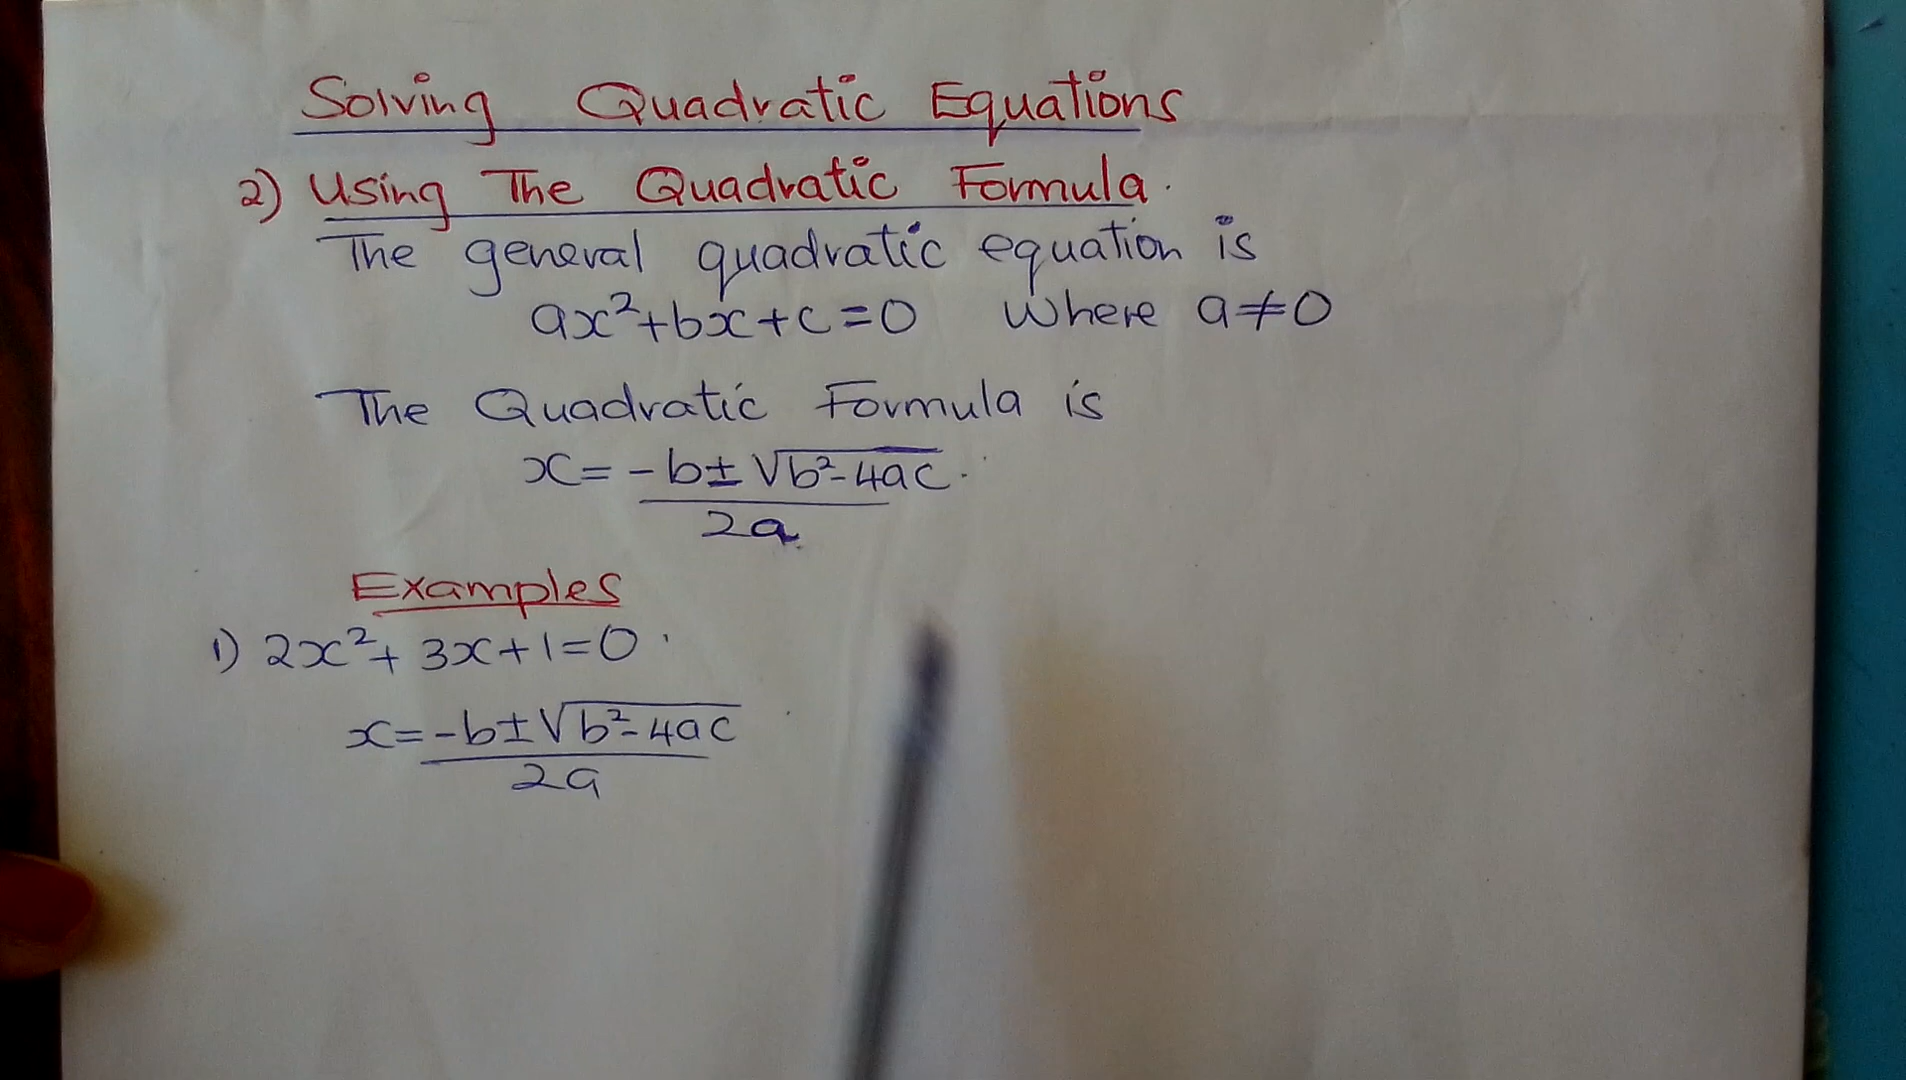 Solving Quadratic Equations
2) Using The Quadratic Formula.
The general quadratic equation is
ax²+bx+c=0 where a≠0
The Quadratic Formula is
x= -b±√b²-4ac.
2a.
Examples
1) 2x²+3x+1=0.
x= -b±√b²-4ac
2a